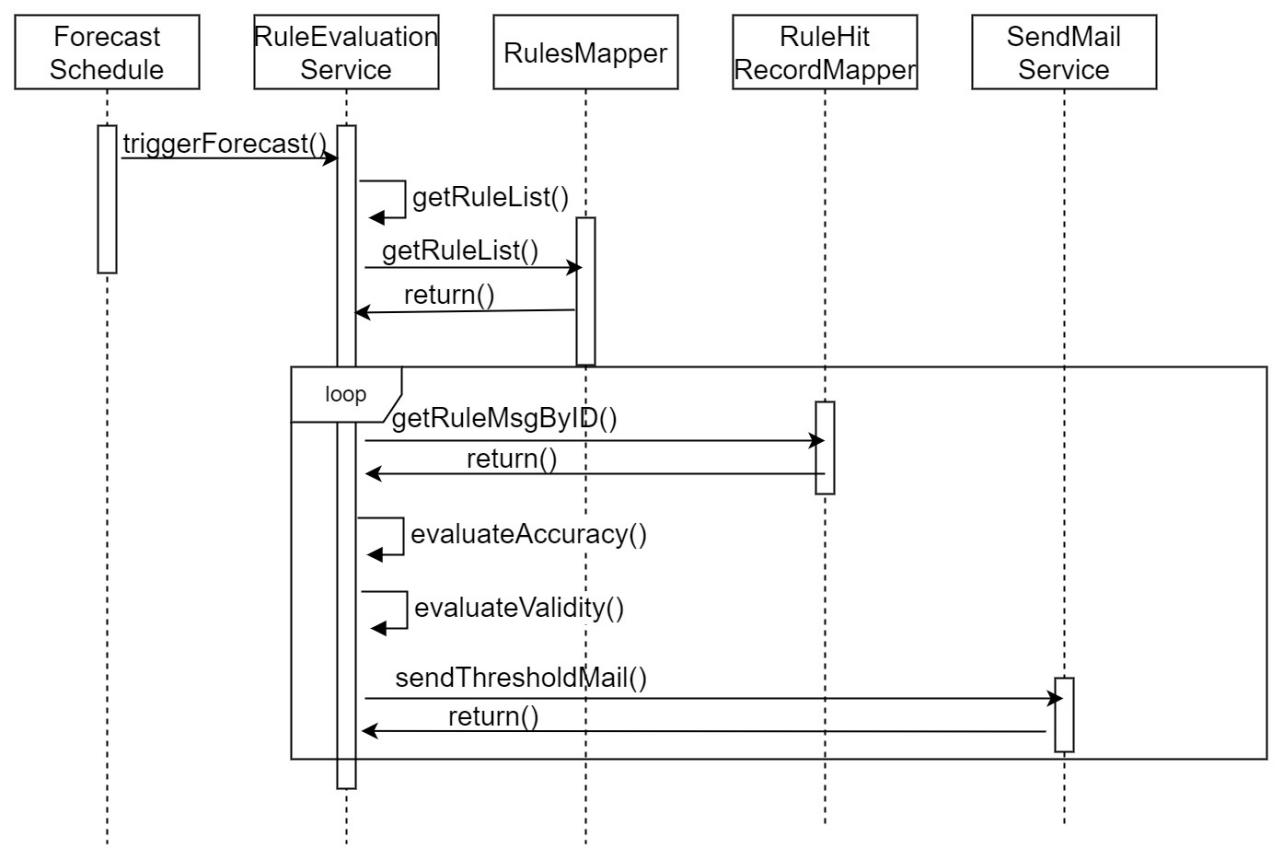 Forecast
Schedule
RuleEvaluation
Service
RulesMapper
RuleHit
RecordMapper
SendMail
Service
triggerForecast()
getRuleList()
getRuleList()
return()
loop
getRuleMsgByID()
return()
evaluateAccuracy()
evaluateValidity()
sendThresholdMail()
return()